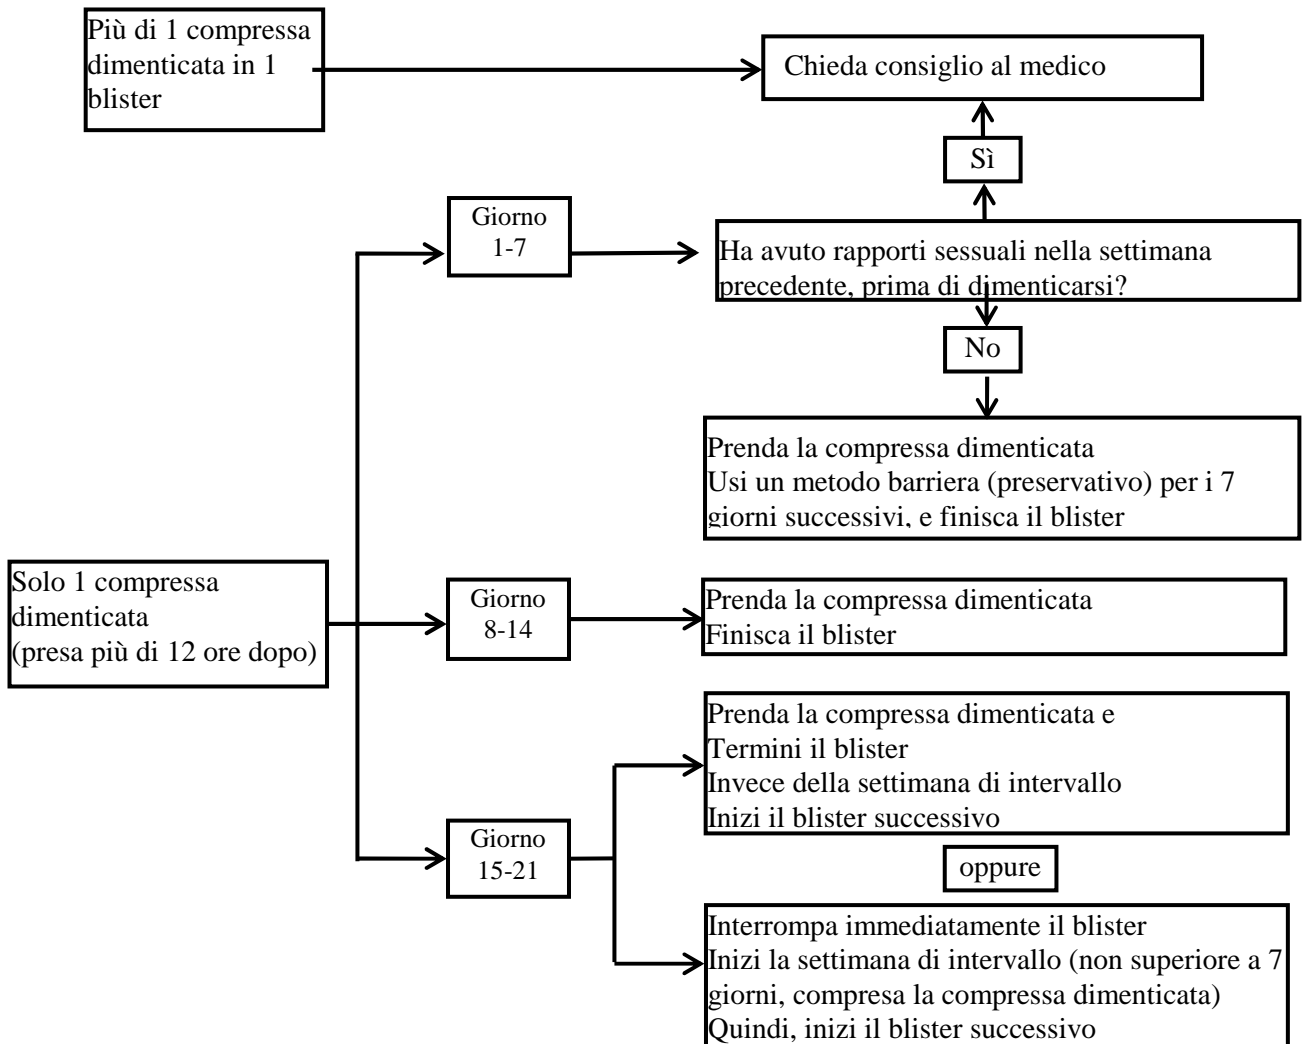 Più di 1 compressa
dimenticata in 1
blister
Chieda consiglio al medico
Sì
Giorno
1-7
Ha avuto rapporti sessuali nella settimana
precedente, prima di dimenticarsi?
No
Prenda la compressa dimenticata
Usi un metodo barriera (preservativo) per i 7
giorni successivi, e finisca il blister
Solo 1 compressa
dimenticata
(presa più di 12 ore dopo)
Giorno
8-14
Prenda la compressa dimenticata
Finisca il blister
Giorno
15-21
Prenda la compressa dimenticata e
Termini il blister
Invece della settimana di intervallo
Inizi il blister successivo
oppure
Interrompa immediatamente il blister
Inizi la settimana di intervallo (non superiore a 7
giorni, compresa la compressa dimenticata)
Quindi, inizi il blister successivo